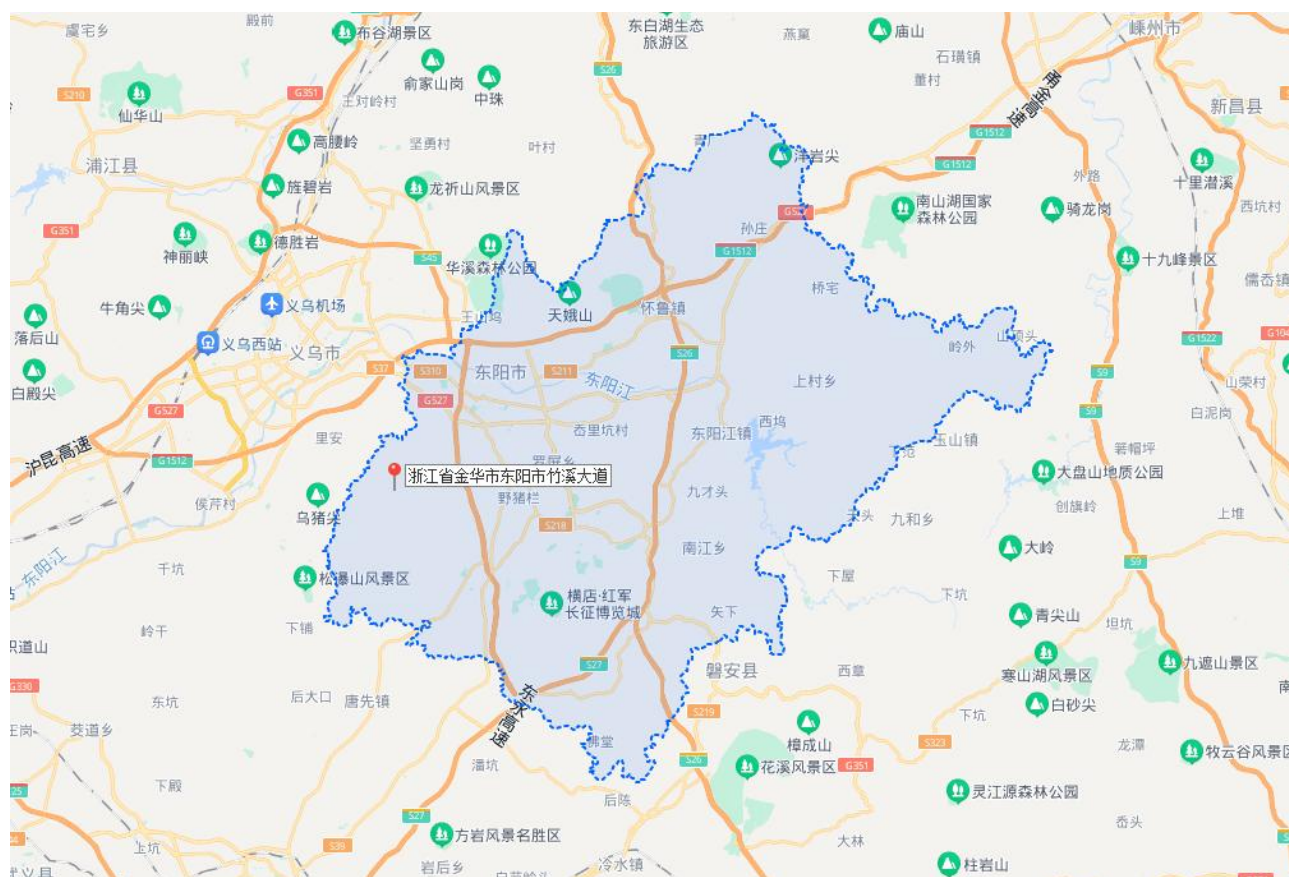 虞宅乡
殿前
布谷湖景区
东白湖生态
旅游区
燕窠
庙山
石璜镇
董村
嵊州市
俞家山岗
中珠
S26
甬金高速
S210
仙华山
G351
王对岭村
新昌县
高腰岭
坚勇村
叶村
G1512
洋岩尖
G1512
浦江县
十里潜溪
外路
旌碧岩
龙祈山风景区
南山湖国家
森林公园
骑龙岗
西坑村
G351
神丽峡
德胜岩
孙庄
S45
华溪森林公园
G1512
十九峰景区
儒岙镇
牛角尖
义乌机场
天娥山
怀鲁镇
桥宅
落后山
义乌西站
义乌市
岭外
G1522
S26
白殿尖
S37
S310
东阳市
S211
东阳江
上村乡
S9
山荣村
G527
G527
白泥岗
S9
里安
岙里坑村
东阳江镇
西坞
玉山镇
箬帽坪
沪昆高速
G1512
浙江省金华市东阳市竹溪大道
大盘山地质公园
乌猪尖
侯芹村
野猪栏
九才头
创旗岭
S218
九和乡
上堆
东阳江
南江乡
大岭
千坑
下屋
S9
松瀑山风景区
横店·红军
长征博览城
矢下
下坑
青尖山
岭干
下铺
坦坑
S27
磐安县
西章
寒山湖风景区
九遮山景区
G330
东坑
后大口
唐先镇
东永高速
S219
下坑
白砂尖
樟成山
茭道乡
佛堂
S323
龙潭
牧云谷风景区
潘坑
S26
花溪风景区
G351
下殿
后陈
灵江源森林公园
S27
岙头
方岩风景名胜区
大林
上坑
S39
岩后乡
冷水镇
柱岩山